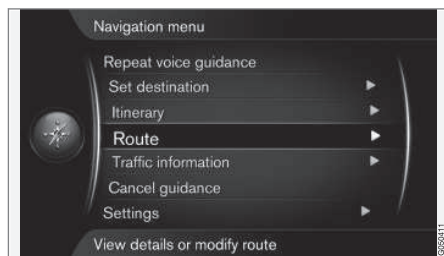 Navigation menu
Repeat voice guidance
Set destination
Itinerary
Route
Traffic information
Cancel guidance
Settings
View details or modify route
G050411